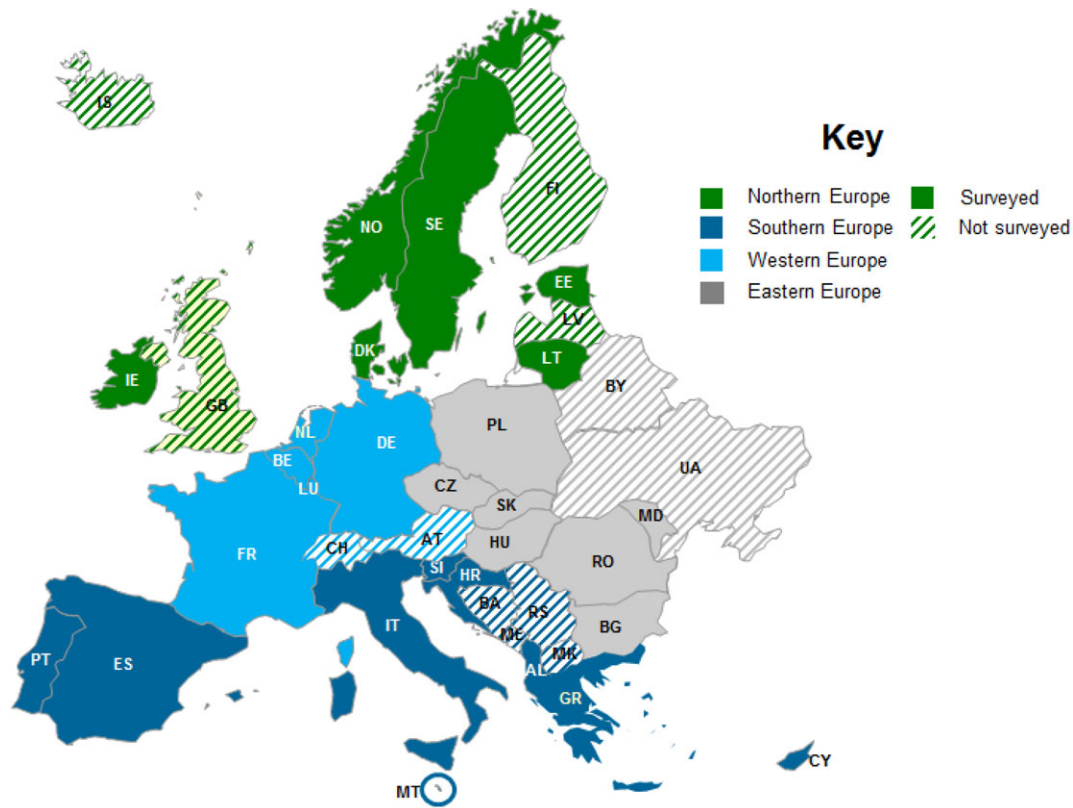 IS
Key
Northern Europe Surveyed
Southern Europe Not surveyed
Western Europe
Eastern Europe
FI
NO
SE
EE
LV
DK
LT
IE
BY
GB
PL
NL
DE
BE
UA
CZ
LU
SK
MD
AT
HU
CH
FR
RO
SI
HR
BA
RS
IT
BG
ME
MK
PT
ES
AL
GR
CY
MT